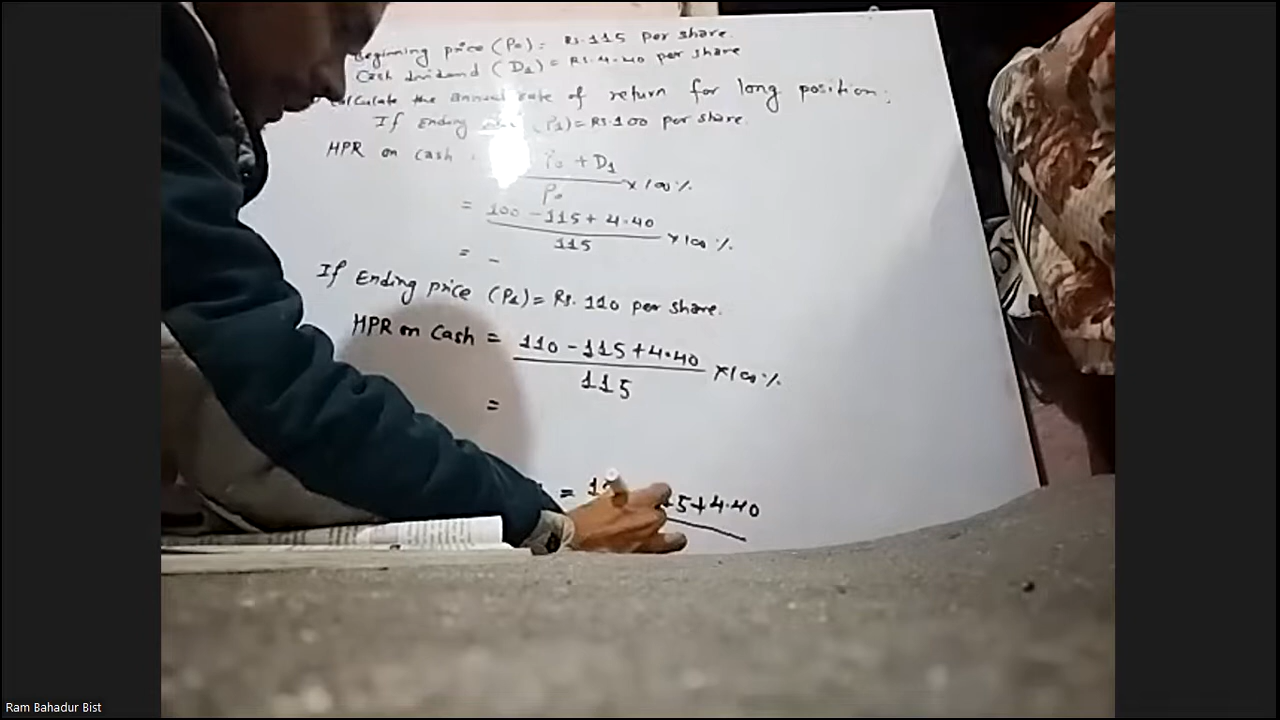 Beginning price (P₀) = Rs.115 per share.
Cash dividend (D₁) = Rs.4.40 per share
Calculate the annual rate of return for long position;
If Ending (P₁) = Rs.100 per share.
HPR on Cash = P₀ + D₁ / P₀ × 100%
= 100 - 115 + 4.40 / 115 × 100%
= -
If Ending price (P₁) = Rs. 110 per share.
HPR on Cash = 110 - 115 + 4.40 / 115 × 100%
=
= 5 + 4.40
Ram Bahadur Bist